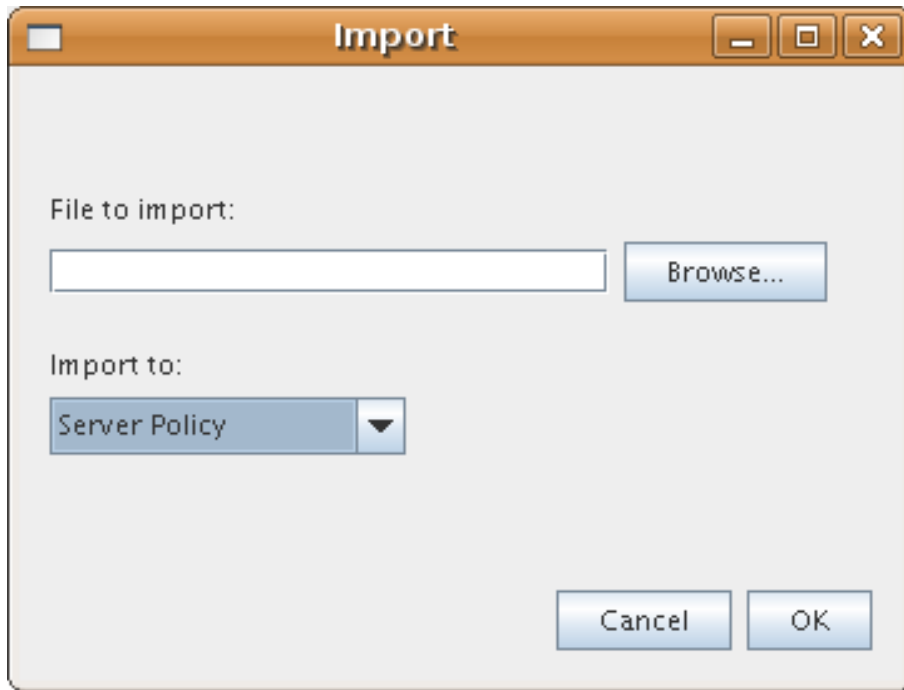 Import
File to import:
Browse...
Import to:
Server Policy
Cancel OK